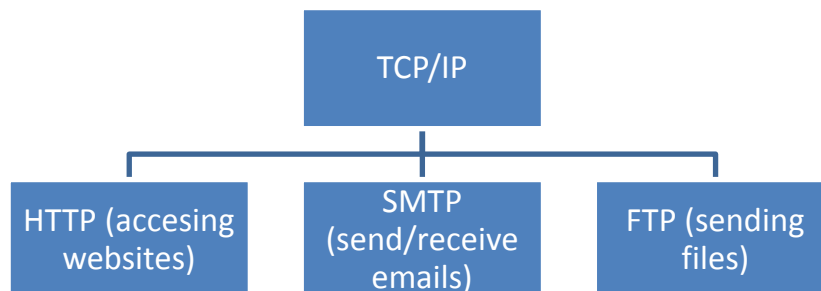 TCP/IP
HTTP (accesing
websites)
SMTP
(send/receive
emails)
FTP (sending
files)